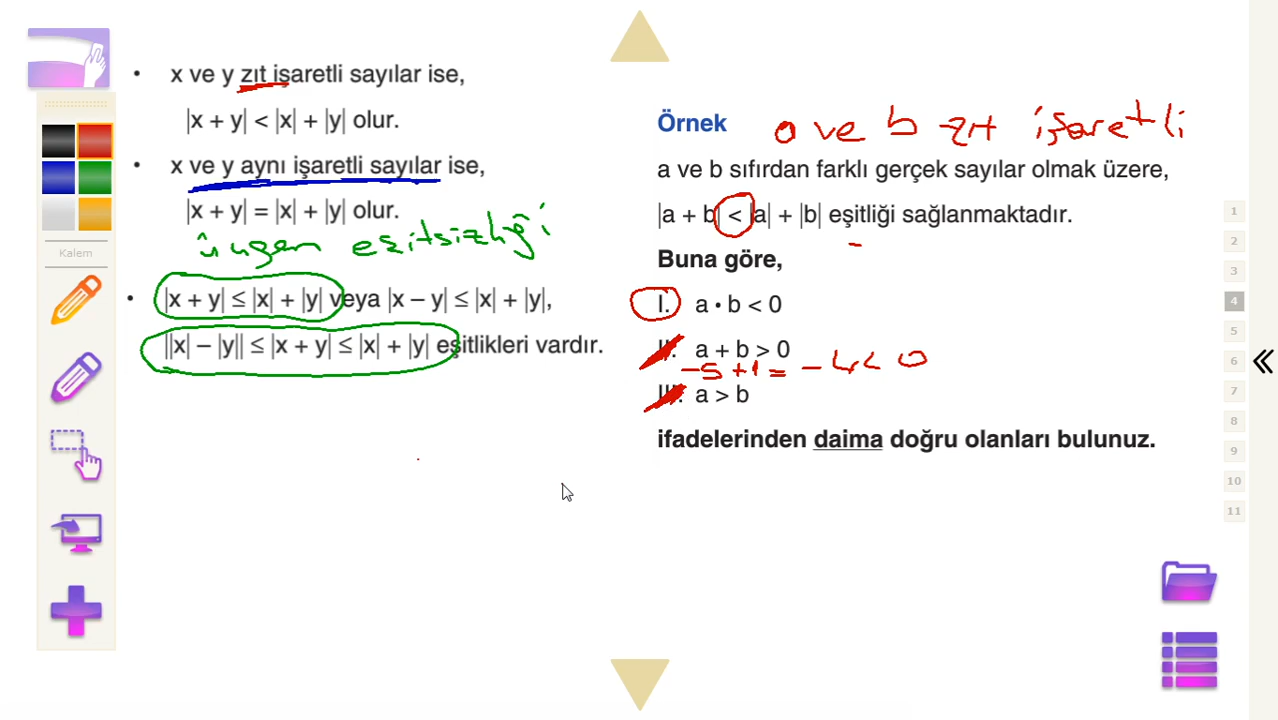 • x ve y zıt işaretli sayılar ise,
|x + y| < |x| + |y| olur.
• x ve y aynı işaretli sayılar ise,
|x + y| = |x| + |y| olur.
üçgen eşitsizliği
• |x + y| ≤ |x| + |y| veya |x − y| ≤ |x| + |y|,
||x| − |y|| ≤ |x + y| ≤ |x| + |y| eşitlikleri vardır.
Kalem
Örnek
a ve b zıt işaretli
a ve b sıfırdan farklı gerçek sayılar olmak üzere,
|a + b| < |a| + |b| eşitliği sağlanmaktadır.
Buna göre,
I. a • b < 0
II. a + b > 0
−5 + 1 = −4 < 0
III. a > b
ifadelerinden daima doğru olanları bulunuz.
1
2
3
4
5
6
7
8
9
10
11